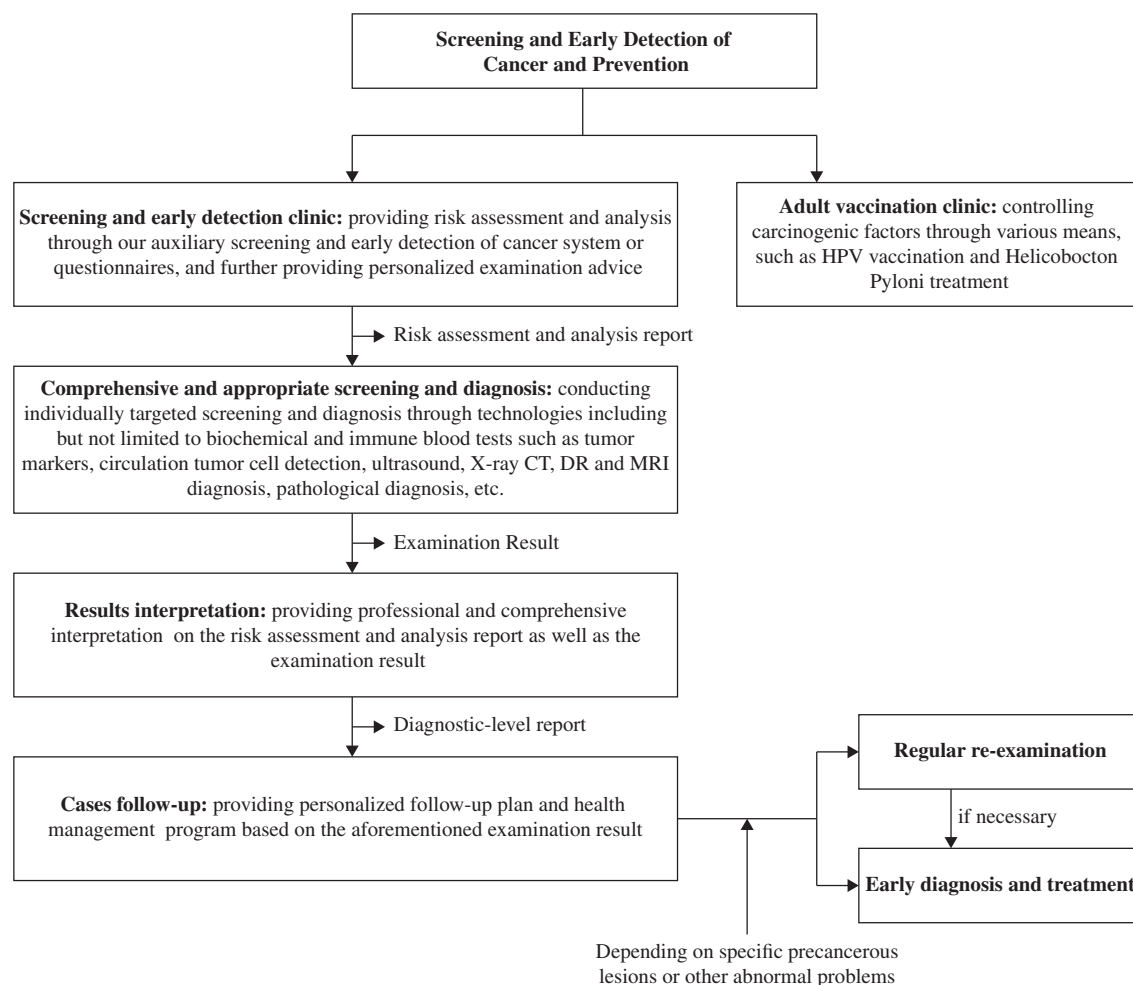 Screening and Early Detection of
Cancer and Prevention
Screening and early detection clinic: providing risk assessment and analysis
through our auxiliary screening and early detection of cancer system or
questionnaires, and further providing personalized examination advice
Adult vaccination clinic: controlling
carcinogenic factors through various means,
such as HPV vaccination and Helicobocton
Pyloni treatment
Risk assessment and analysis report
Comprehensive and appropriate screening and diagnosis: conducting
individually targeted screening and diagnosis through technologies including
but not limited to biochemical and immune blood tests such as tumor
markers, circulation tumor cell detection, ultrasound, X-ray CT, DR and MRI
diagnosis, pathological diagnosis, etc.
Examination Result
Results interpretation: providing professional and comprehensive
interpretation on the risk assessment and analysis report as well as the
examination result
Diagnostic-level report
Cases follow-up: providing personalized follow-up plan and health
management program based on the aforementioned examination result
Regular re-examination
if necessary
Early diagnosis and treatment
Depending on specific precancerous
lesions or other abnormal problems